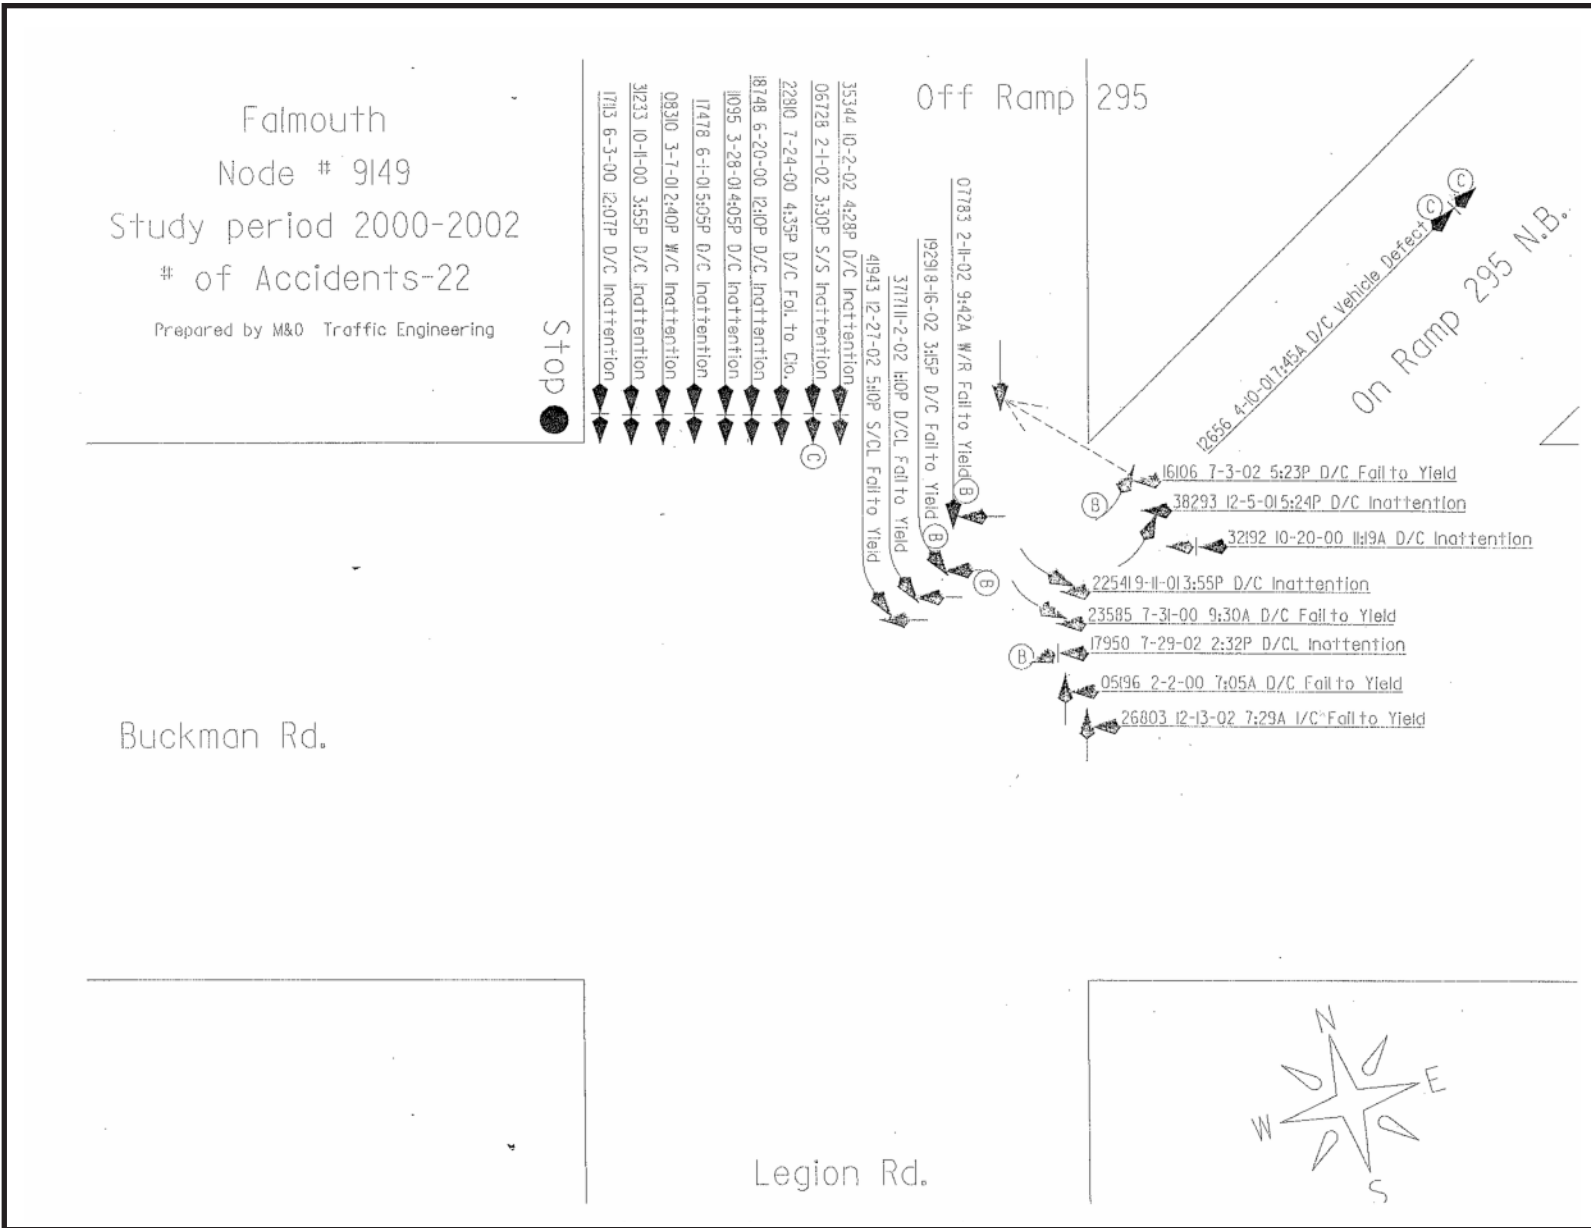 Falmouth
Node # 9149
Study period 2000-2002
# of Accidents-22
Prepared by M&O Traffic Engineering
Stop
17113 6-3-00 12:07P D/C Inattention
31233 10-11-00 3:55P D/C Inattention
08310 3-7-01 2:40P W/C Inattention
17478 6-1-01 5:05P D/C Inattention
11095 3-28-01 4:05P D/C Inattention
18748 6-20-00 12:10P D/C Inattention
22810 7-24-00 4:35P D/C Fol. to Clo.
06728 2-1-02 3:30P S/S Inattention
C
35344 10-2-02 4:28P D/C Inattention
41943 12-27-02 5:10P S/CL Fail to Yield
37171 11-2-02 1:10P D/CL Fail to Yield
19291 8-16-02 3:15P D/C Fail to Yield
B
B
07783 2-11-02 9:42A W/R Fail to Yield
B
Off Ramp 295
12656 4-10-01 7:45A D/C Vehicle Defect
C
C
On Ramp 295 N.B.
16106 7-3-02 5:23P D/C Fail to Yield
B
38293 12-5-01 5:24P D/C Inattention
32192 10-20-00 11:19A D/C Inattention
22541 9-11-01 3:55P D/C Inattention
23585 7-31-00 9:30A D/C Fail to Yield
B
17950 7-29-02 2:32P D/CL Inattention
05196 2-2-00 7:05A D/C Fail to Yield
26803 12-13-02 7:29A I/C Fail to Yield
Buckman Rd.
Legion Rd.
N
E
W
S